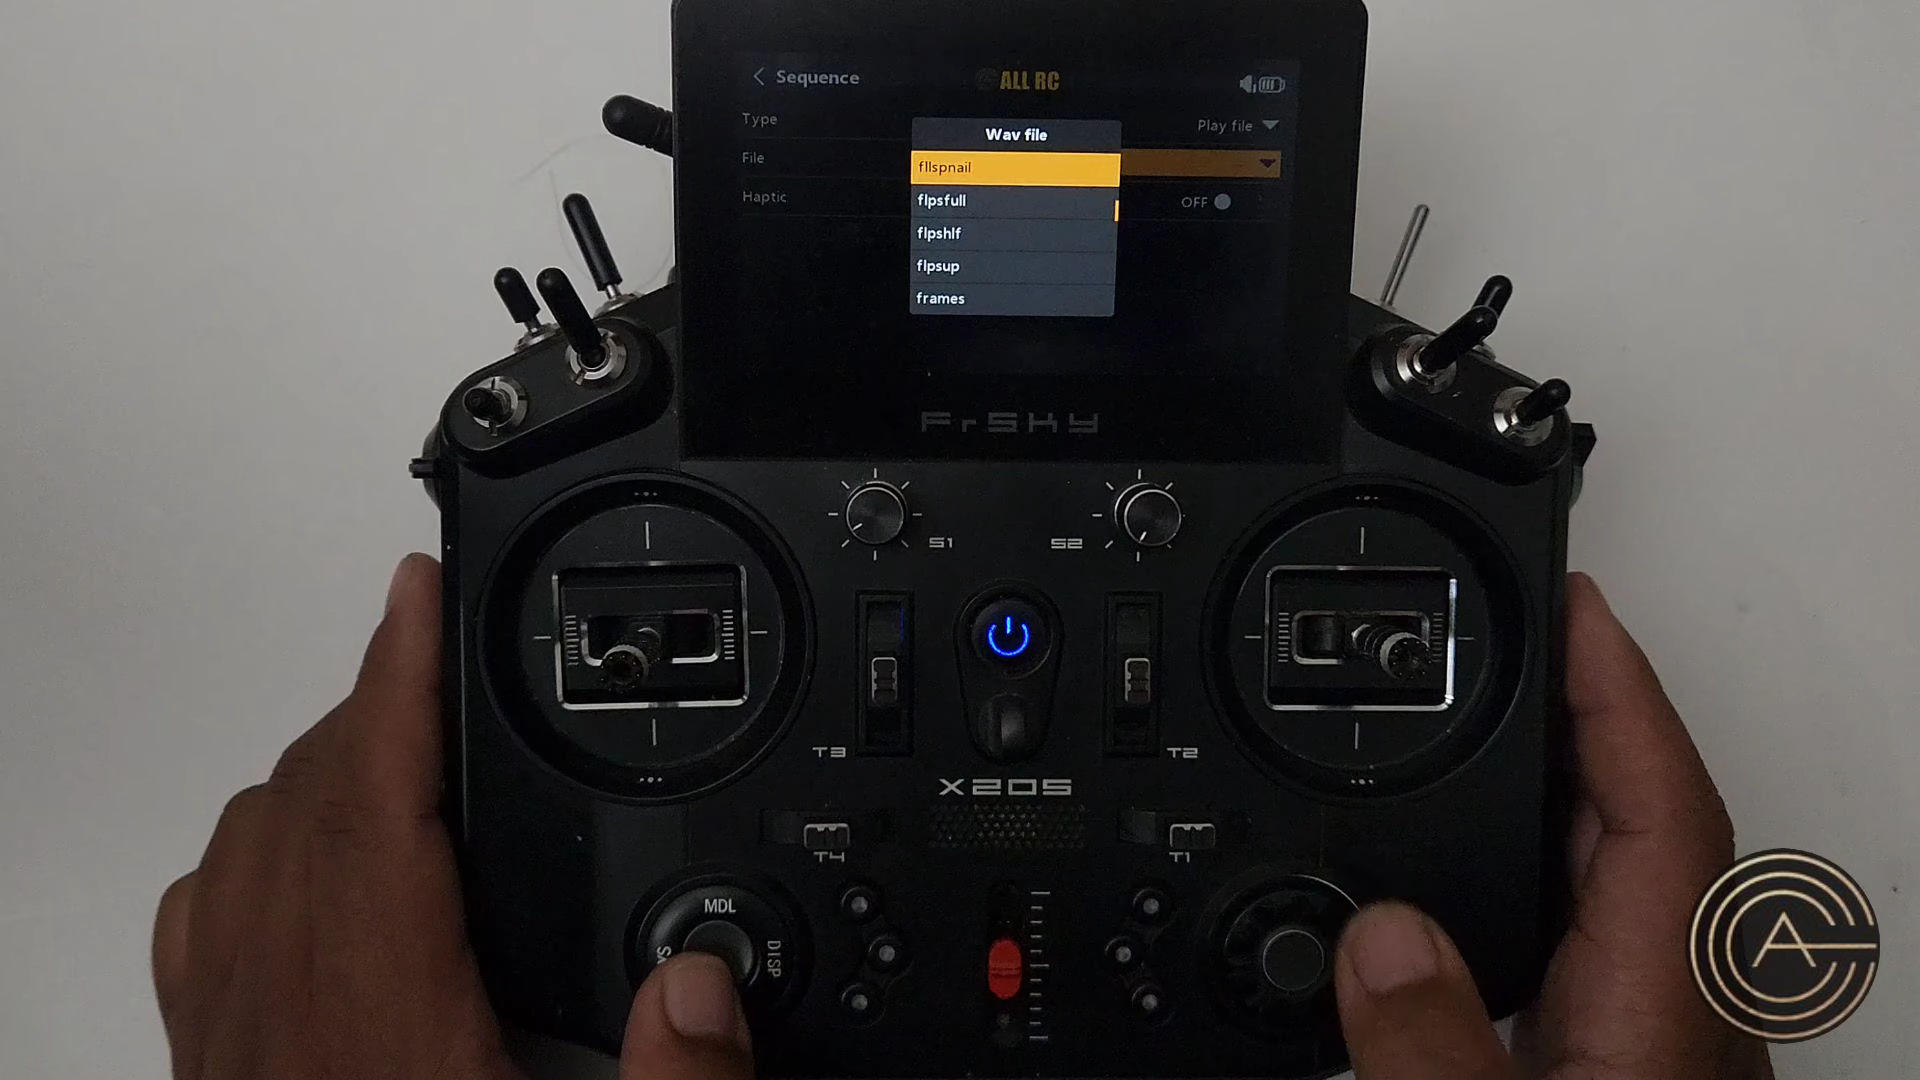 Sequence
ALL RC
Type
Play file
File
Haptic
OFF
Wav file
fllspnail
flpsfull
flpshlf
flpsup
frames
FrSKY
S1
S2
T3
T2
X20S
T4
T1
MDL
DISP
A